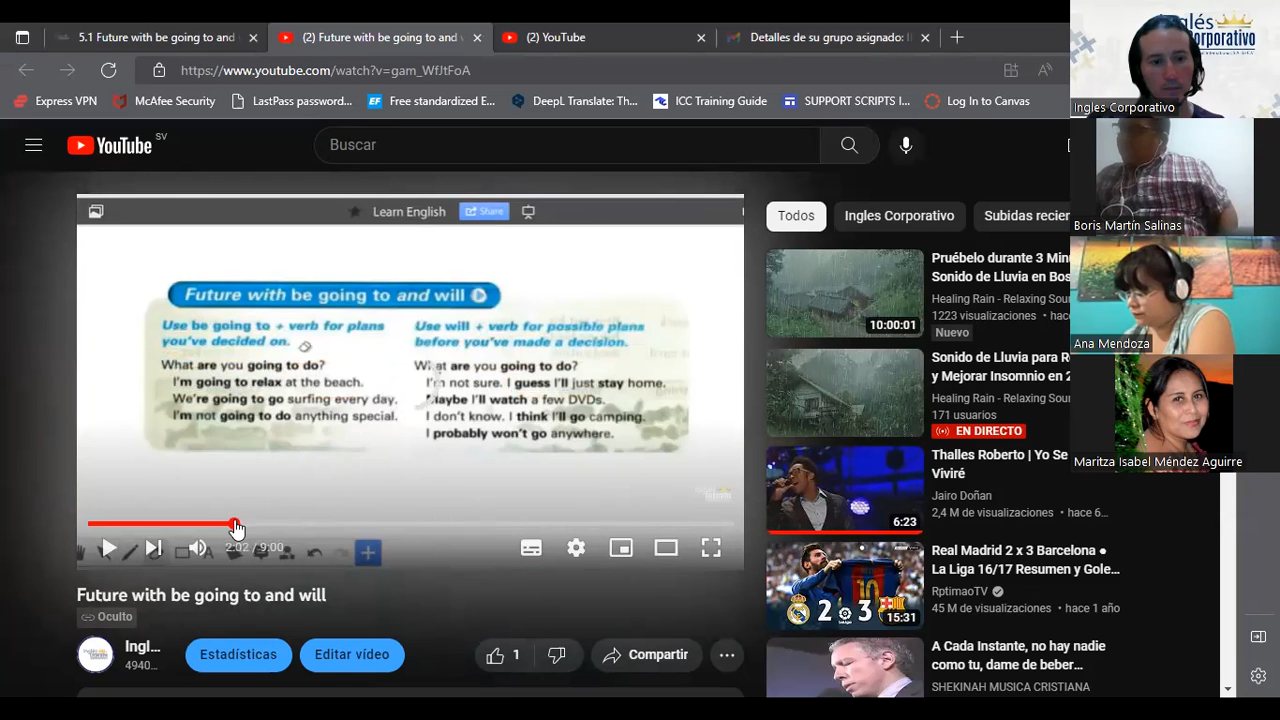 5.1 Future with be going to and
(2) Future with be going to and
(2) YouTube
Detalles de su grupo asignado: I
https://www.youtube.com/watch?v=gam_WfJtFoA
Express VPN
McAfee Security
LastPass password...
Free standardized E...
DeepL Translate: Th...
ICC Training Guide
SUPPORT SCRIPTS I...
Log In to Canvas
YouTube SV
Buscar
Learn English
Share
Future with be going to and will
Use be going to + verb for plans
you've decided on.
What are you going to do?
I'm going to relax at the beach.
We're going to go surfing every day.
I'm not going to do anything special.
Use will + verb for possible plans
before you've made a decision.
What are you going to do?
I'm not sure. I guess I'll just stay home.
Maybe I'll watch a few DVDs.
I don't know. I think I'll go camping.
I probably won't go anywhere.
2:02 / 9:00
Future with be going to and will
Oculto
Ingl...
4940...
Estadísticas
Editar vídeo
1
Compartir
Todos
Ingles Corporativo
Subidas recien
Pruébelo durante 3 Min
Sonido de Lluvia en Bos
Healing Rain - Relaxing Soun
1223 visualizaciones • hace
Nuevo
10:00:01
Sonido de Lluvia para Re
y Mejorar Insomnio en 2
Healing Rain - Relaxing Soun
171 usuarios
EN DIRECTO
Thalles Roberto | Yo Se
Viviré
Jairo Doñan
2,4 M de visualizaciones • hace 6...
6:23
Real Madrid 2 x 3 Barcelona ●
La Liga 16/17 Resumen y Gole...
RptimaoTV
45 M de visualizaciones • hace 1 año
2 3
15:31
A Cada Instante, no hay nadie
como tu, dame de beber...
SHEKINAH MUSICA CRISTIANA
Inglés
Corporativo
Ingles Corporativo
Boris Martín Salinas
Ana Mendoza
Maritza Isabel Méndez Aguirre